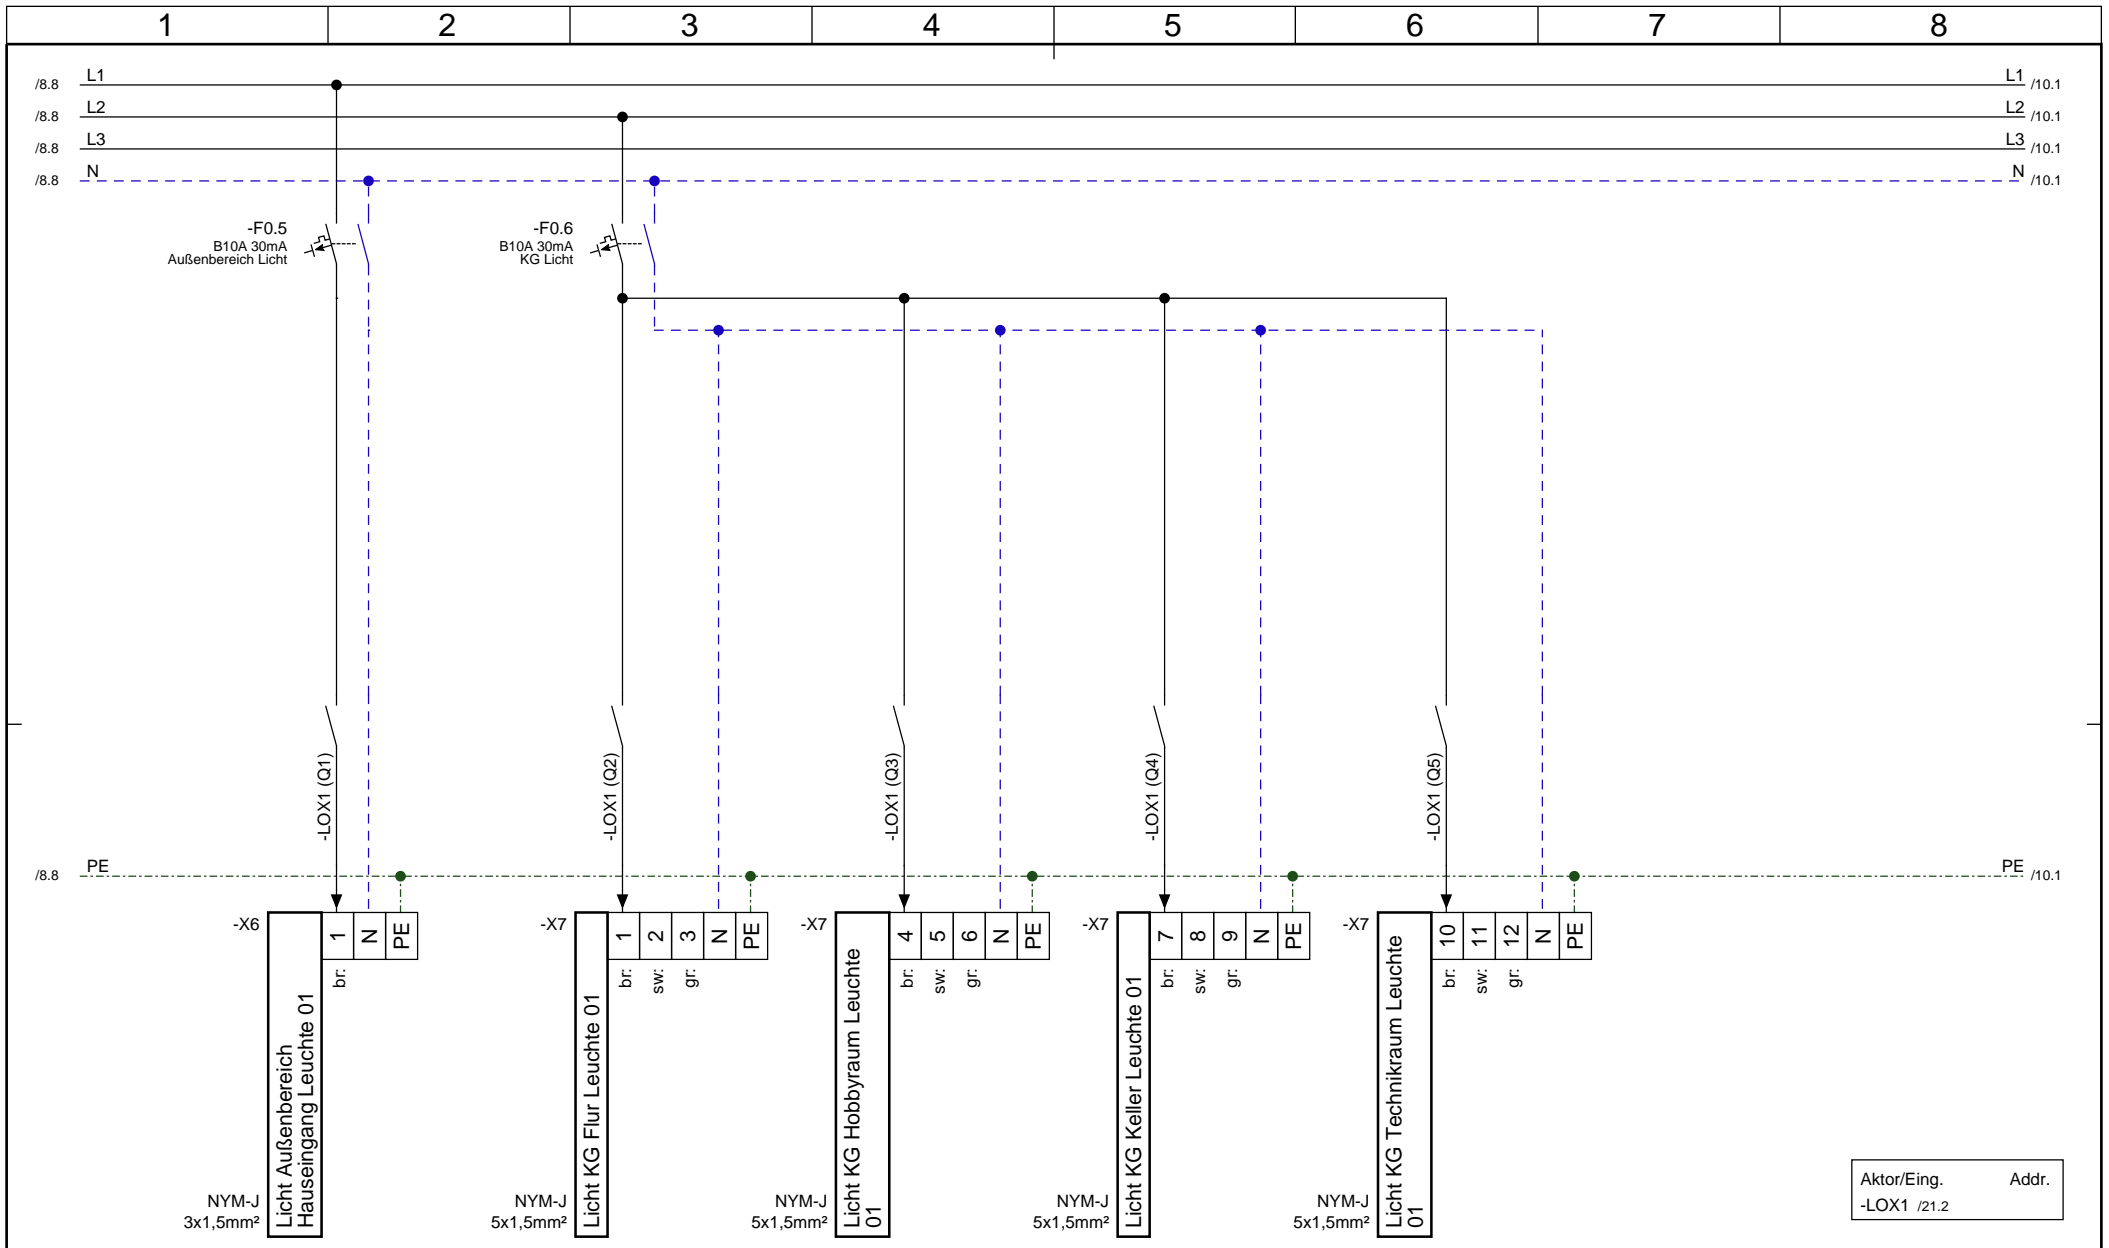 1 2 3 4 5 6 7 8
/8.8 L1 L1 /10.1
/8.8 L2 L2 /10.1
/8.8 L3 L3 /10.1
/8.8 N N /10.1
-F0.5
B10A 30mA
Außenbereich Licht
-F0.6
B10A 30mA
KG Licht
-LOX1 (Q1)
-LOX1 (Q2)
-LOX1 (Q3)
-LOX1 (Q4)
-LOX1 (Q5)
/8.8 PE PE /10.1
-X6
1 N PE
br:
Licht Außenbereich
Hauseingang Leuchte 01
NYM-J
3x1,5mm²
-X7
1 2 3 N PE
br: sw: gr:
Licht KG Flur Leuchte 01
NYM-J
5x1,5mm²
-X7
4 5 6 N PE
br: sw: gr:
Licht KG Hobbyraum Leuchte
01
NYM-J
5x1,5mm²
-X7
7 8 9 N PE
br: sw: gr:
Licht KG Keller Leuchte 01
NYM-J
5x1,5mm²
-X7
10 11 12 N PE
br: sw: gr:
Licht KG Technikraum Leuchte
01
NYM-J
5x1,5mm²
Aktor/Eing. Addr.
-LOX1 /21.2